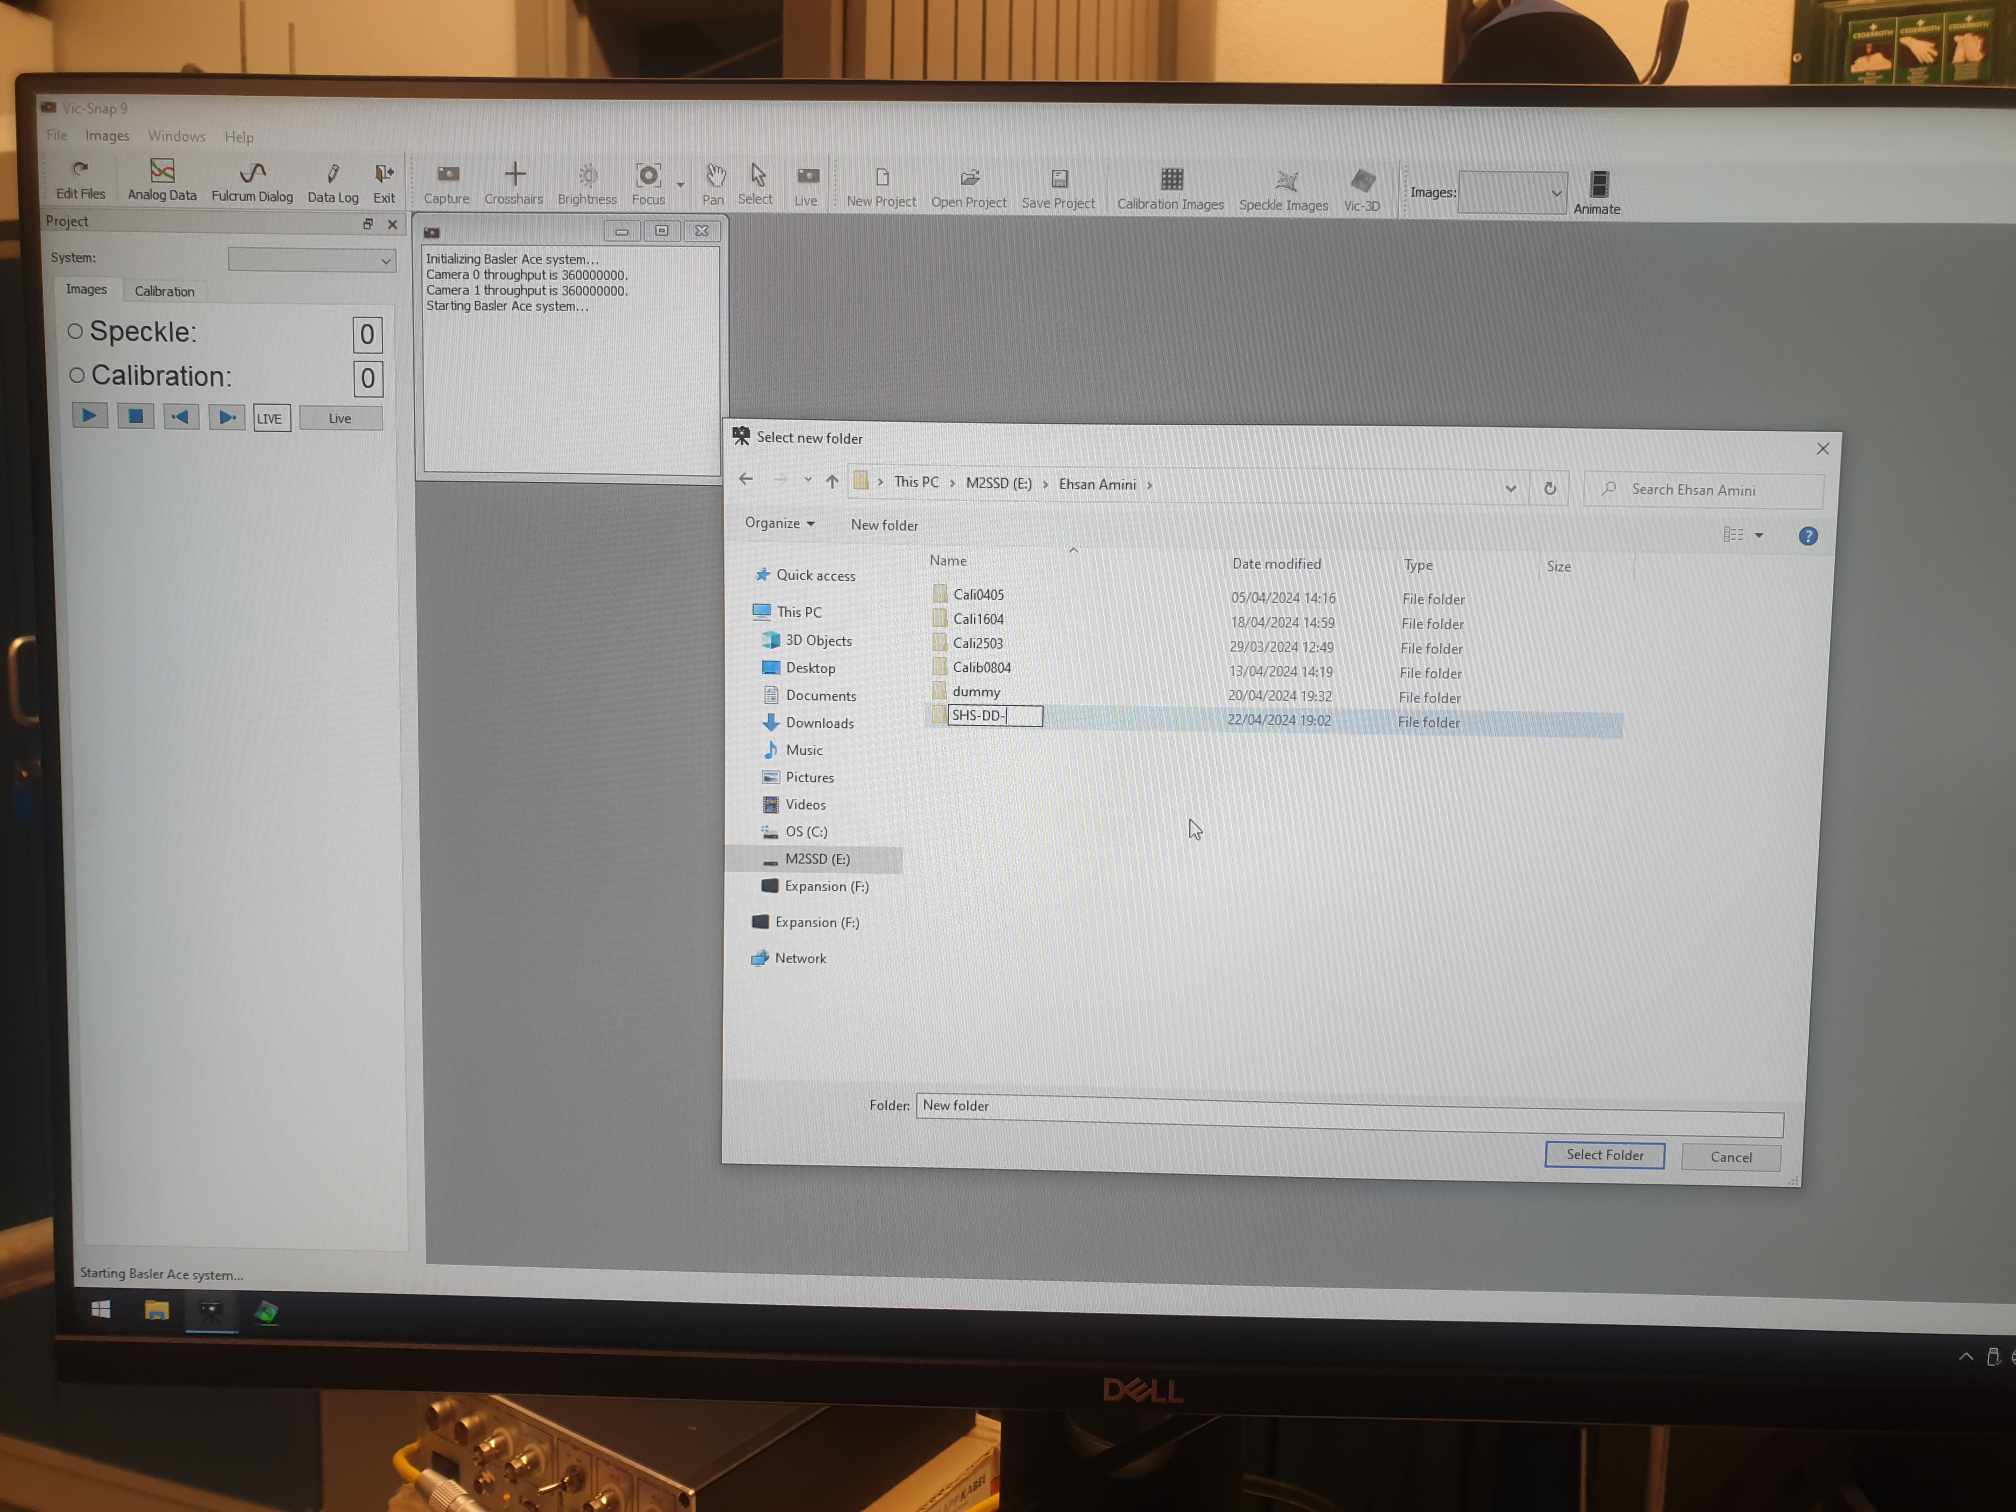 CEDERROTH CEDERROTH CEDERROTH
Vic-Snap 9
File Images Windows Help
Edit Files Analog Data Fulcrum Dialog Data Log Exit Capture Crosshairs Brightness Focus Pan Select Live New Project Open Project Save Project Calibration Images Speckle Images Vic-3D Images: Animate
Project
System:
Images Calibration
Speckle: 0
Calibration: 0
LIVE Live
Initializing Basler Ace system...
Camera 0 throughput is 360000000.
Camera 1 throughput is 360000000.
Starting Basler Ace system...
Select new folder
This PC > M2SSD (E:) > Ehsan Amini >
Search Ehsan Amini
Organize New folder
Name Date modified Type Size
Quick access
This PC
3D Objects
Desktop
Documents
Downloads
Music
Pictures
Videos
OS (C:)
M2SSD (E:)
Expansion (F:)
Expansion (F:)
Network
Cali0405 05/04/2024 14:16 File folder
Cali1604 18/04/2024 14:59 File folder
Cali2503 29/03/2024 12:49 File folder
Calib0804 13/04/2024 14:19 File folder
dummy 20/04/2024 19:32 File folder
SHS-DD- 22/04/2024 19:02 File folder
Folder: New folder
Select Folder Cancel
Starting Basler Ace system...
DELL
KABEL